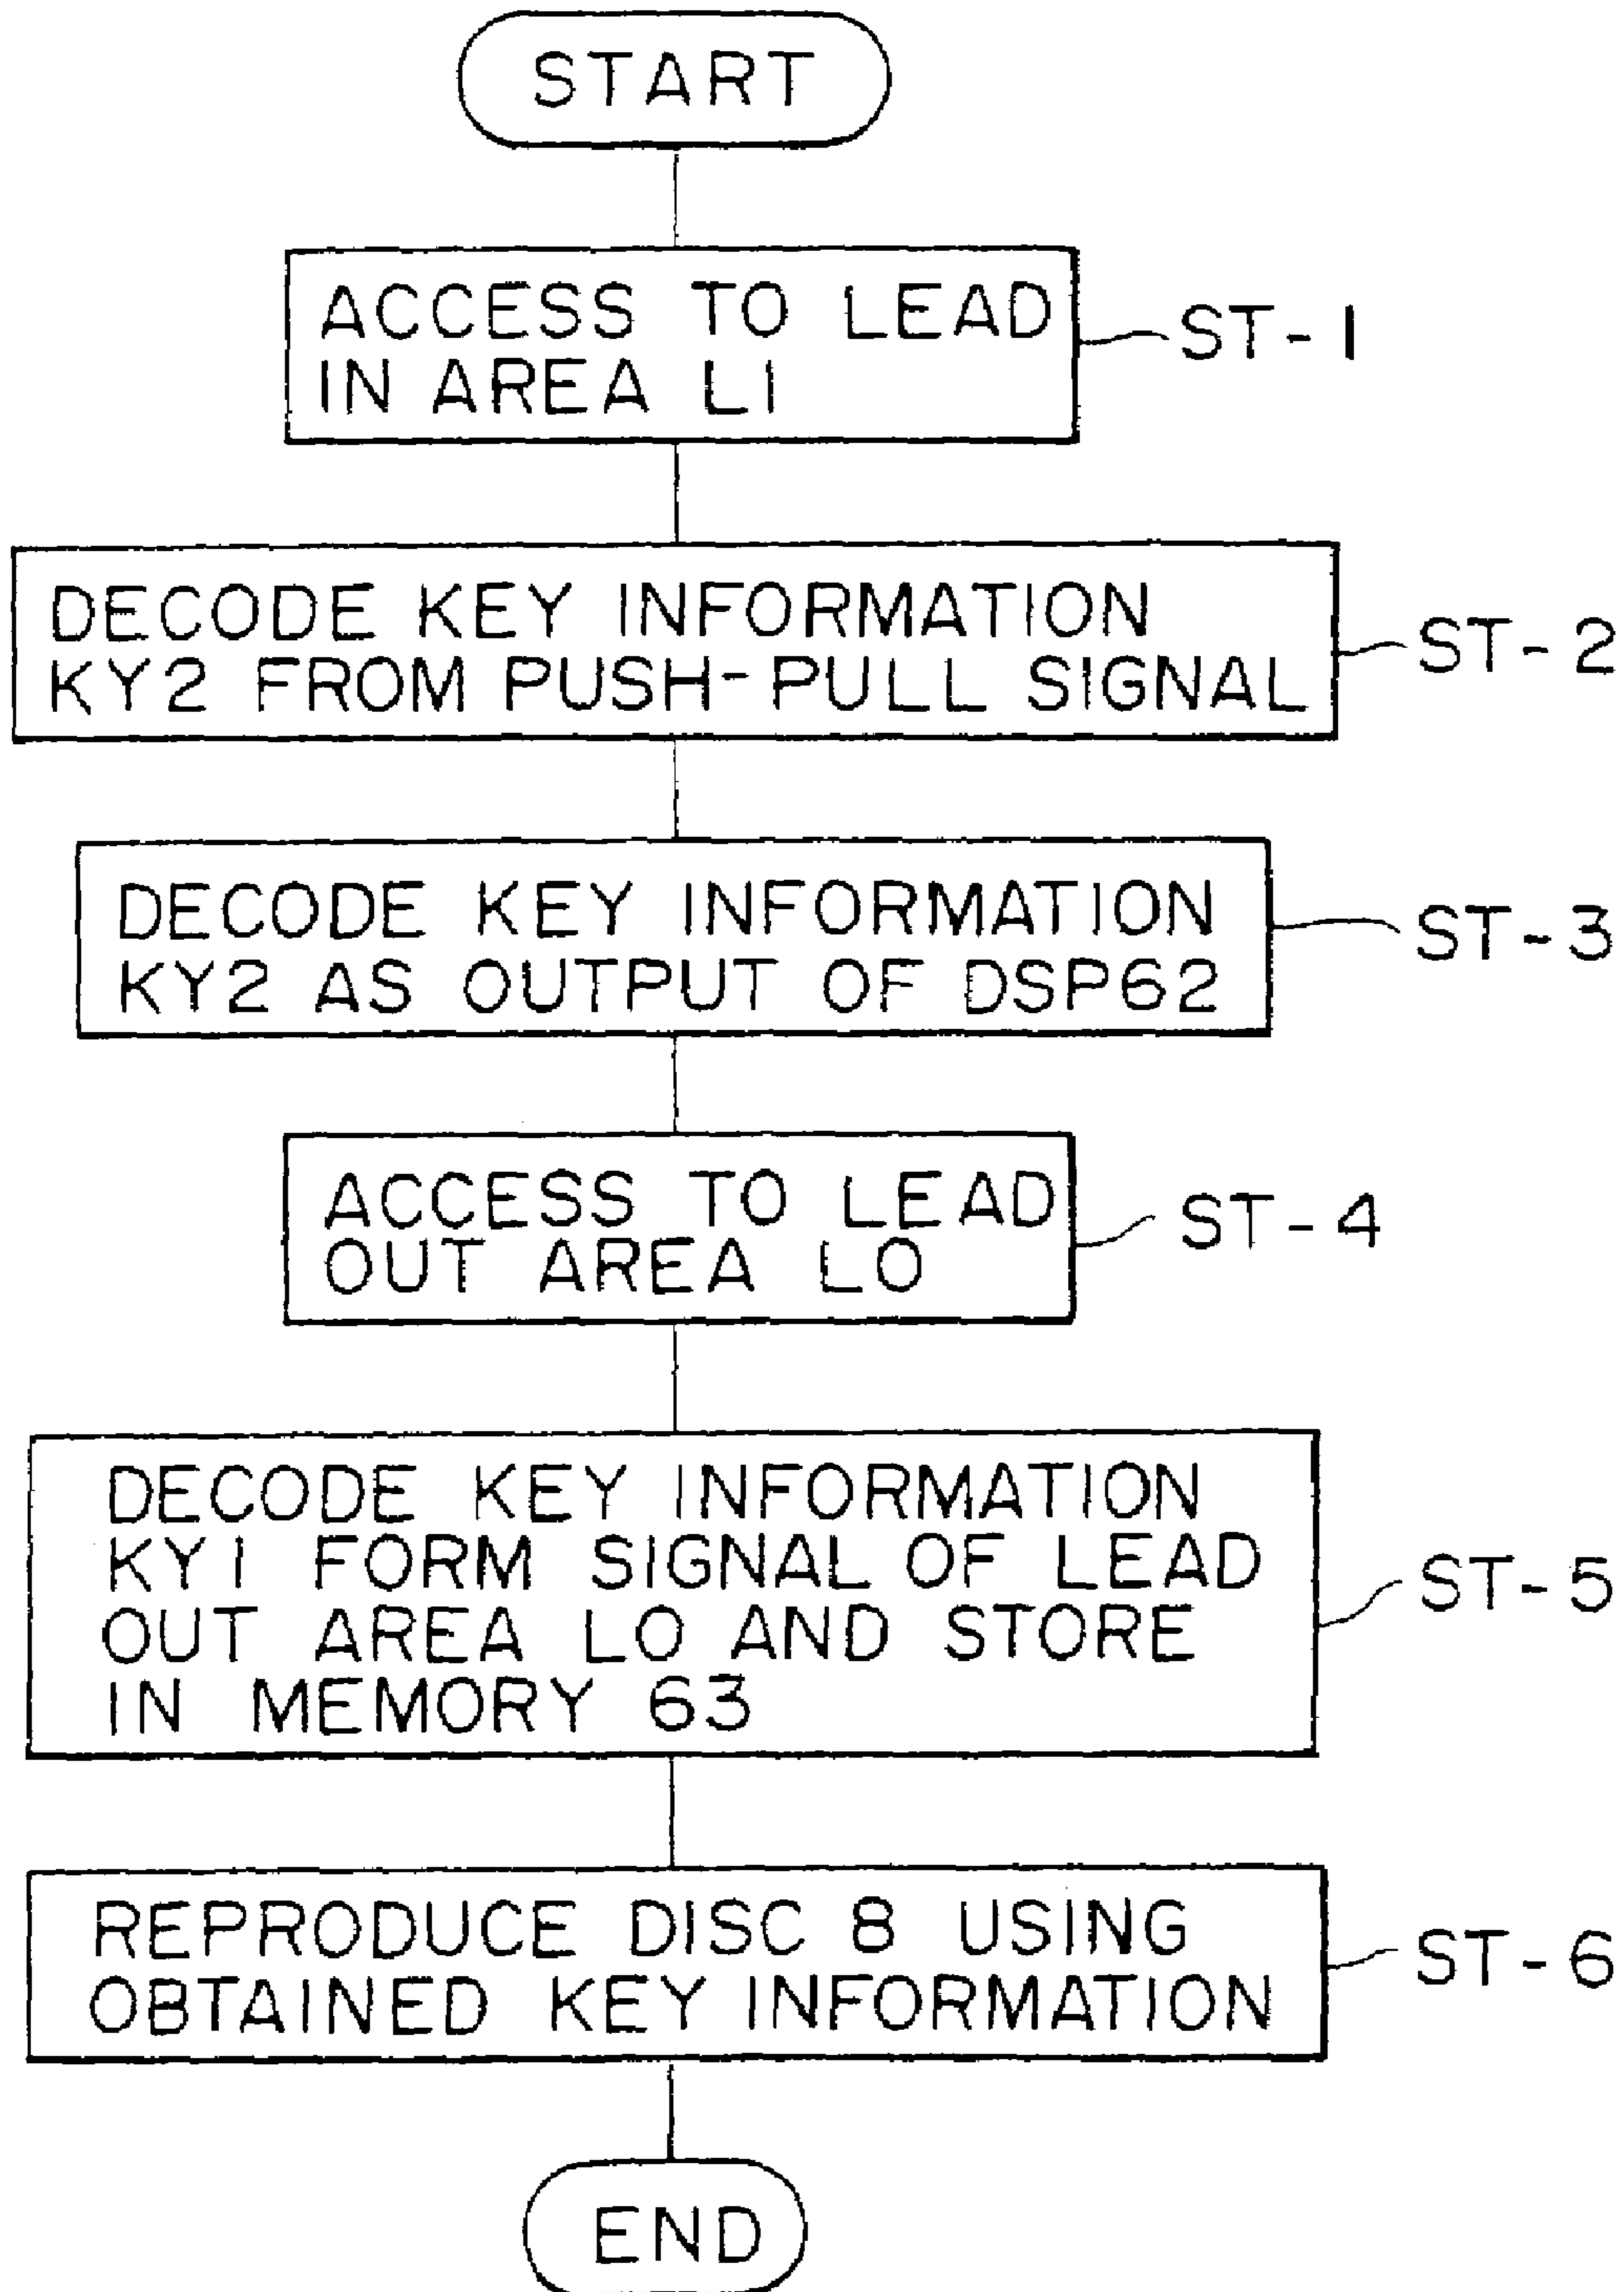 START
ACCESS TO LEAD
IN AREA LI
ST-1
DECODE KEY INFORMATION
KY2 FROM PUSH-PULL SIGNAL
ST-2
DECODE KEY INFORMATION
KY2 AS OUTPUT OF DSP62
ST-3
ACCESS TO LEAD
OUT AREA LO
ST-4
DECODE KEY INFORMATION
KY1 FORM SIGNAL OF LEAD
OUT AREA LO AND STORE
IN MEMORY 63
ST-5
REPRODUCE DISC 8 USING
OBTAINED KEY INFORMATION
ST-6
END